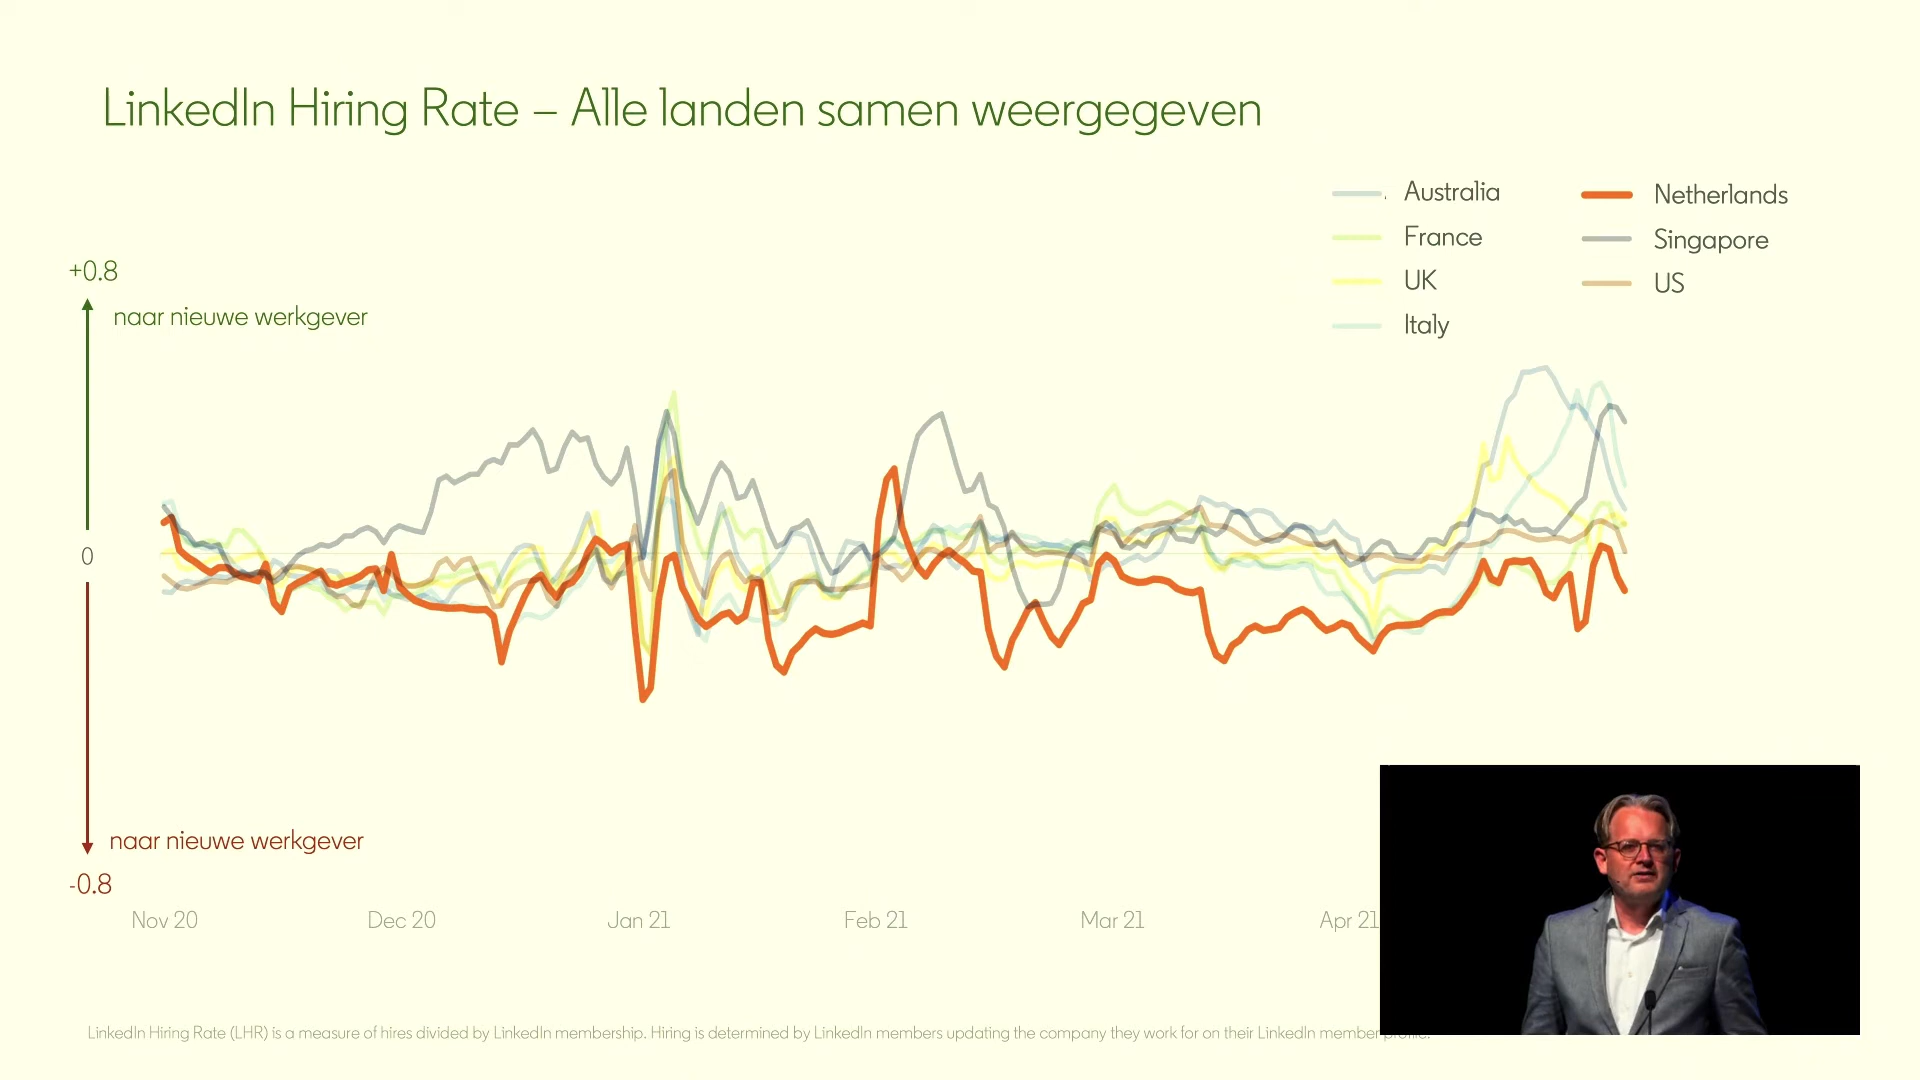 LinkedIn Hiring Rate – Alle landen samen weergegeven
Australia
France
UK
Italy
Netherlands
Singapore
US
+0.8
naar nieuwe werkgever
0
naar nieuwe werkgever
-0.8
Nov 20
Dec 20
Jan 21
Feb 21
Mar 21
Apr 21
LinkedIn Hiring Rate (LHR) is a measure of hires divided by LinkedIn membership. Hiring is determined by LinkedIn members updating the company they work for on their LinkedIn member profile.